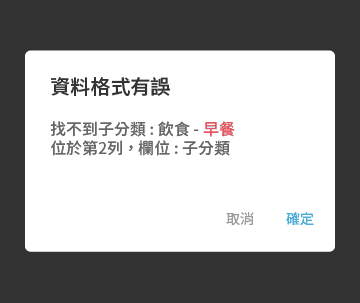 資料格式有誤
找不到子分類 : 飲食 - 早餐
位於第2列，欄位 : 子分類
取消
確定